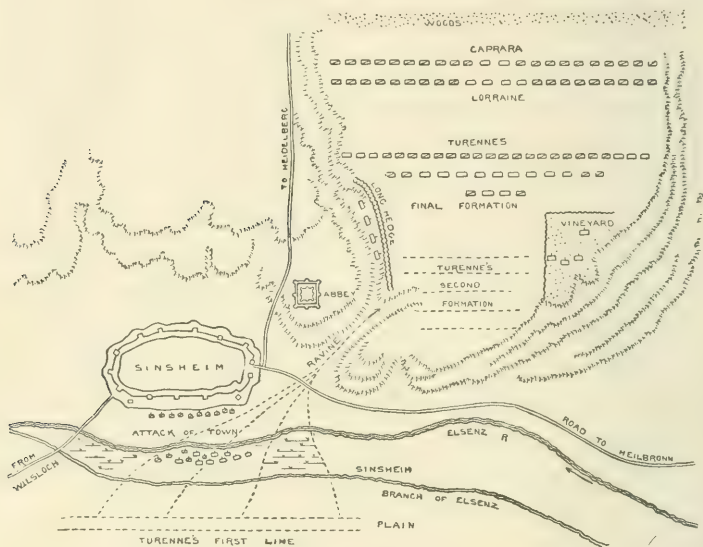 WOODS
CAPRARA
LORRAINE
TO HEIDELBERG
TURENNES
FINAL FORMATION
LONG HEDGE
VINEYARD
TURENNE'S
SECOND
FORMATION
ABBEY
RAVINE
SINSHEIM
ATTACK OF TOWN
ELSENZ R
ROAD TO HEILBRONN
FROM WILSLOCH
SINSHEIM
BRANCH OF ELSENZ
PLAIN
TURENNE'S FIRST LINE